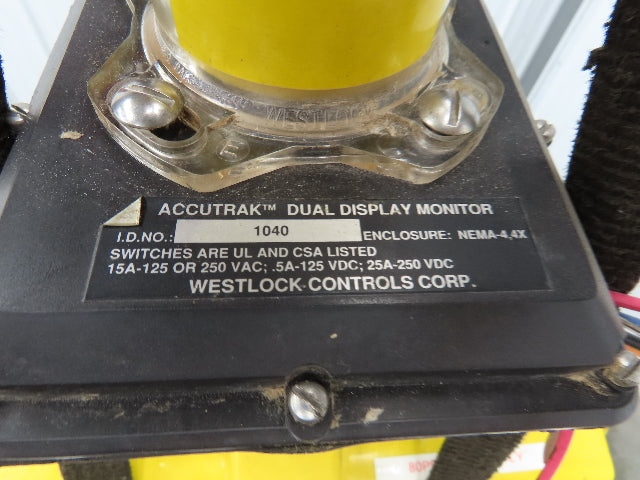 WESTLOCK
ACCUTRAK™ DUAL DISPLAY MONITOR
I.D.NO.: 1040 ENCLOSURE: NEMA-4,4X
SWITCHES ARE UL AND CSA LISTED
15A-125 OR 250 VAC; .5A-125 VDC; 25A-250 VDC
WESTLOCK CONTROLS CORP.